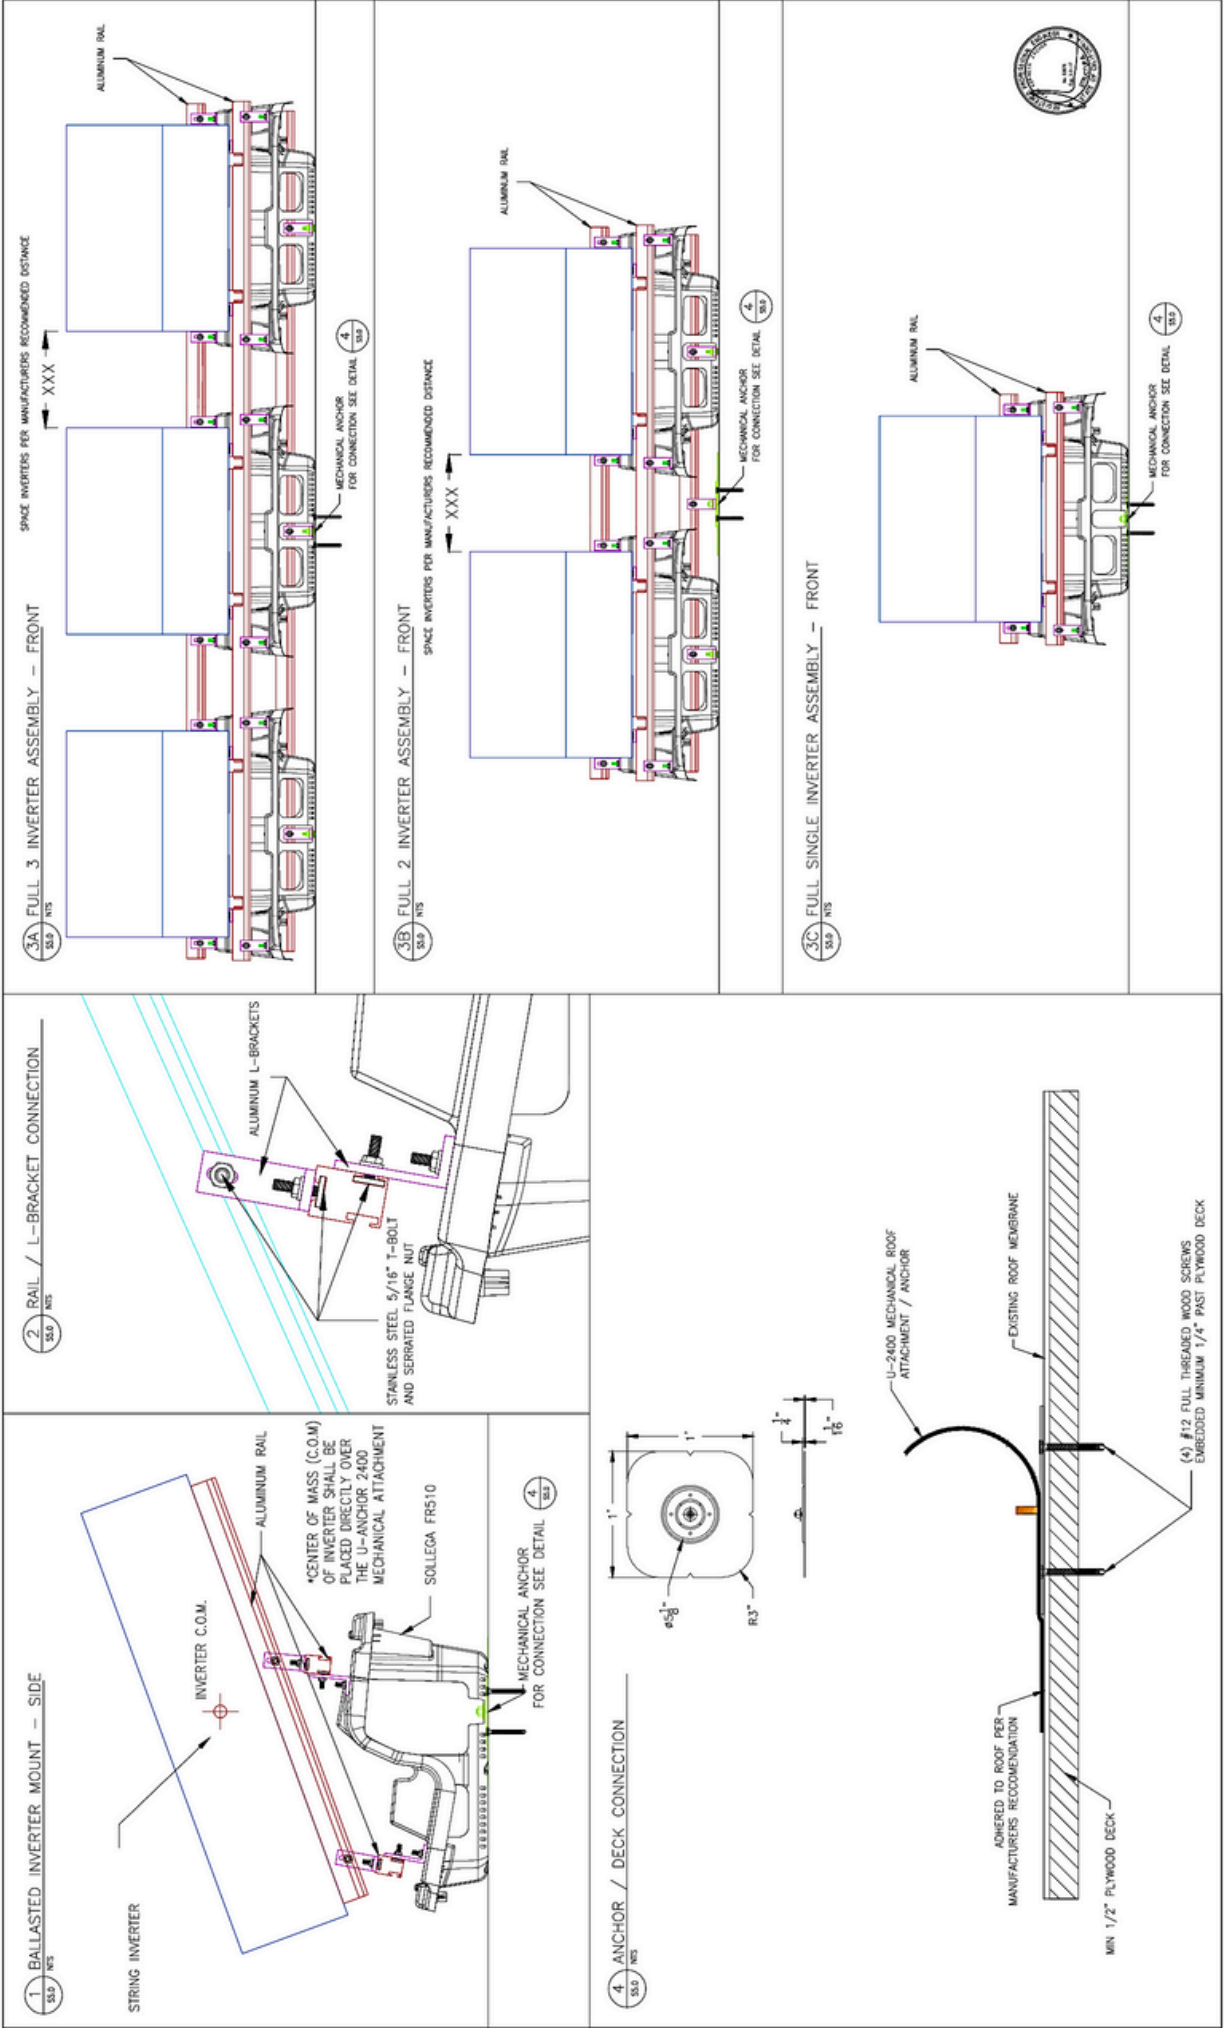 1
S5.0
BALLASTED INVERTER MOUNT - SIDE
NTS
STRING INVERTER
INVERTER C.O.M.
ALUMINUM RAIL
*CENTER OF MASS (C.O.M)
OF INVERTER SHALL BE
PLACED DIRECTLY OVER
THE U-ANCHOR 2400
MECHANICAL ATTACHMENT
SOLLEGA FR510
MECHANICAL ANCHOR
FOR CONNECTION SEE DETAIL
4
S5.0
2
S5.0
RAIL / L-BRACKET CONNECTION
NTS
ALUMINUM L-BRACKETS
STAINLESS STEEL 5/16" T-BOLT
AND SERRATED FLANGE NUT
3A
S5.0
FULL 3 INVERTER ASSEMBLY - FRONT
NTS
SPACE INVERTERS PER MANUFACTURERS RECOMMENDED DISTANCE
XXX
ALUMINUM RAIL
MECHANICAL ANCHOR
FOR CONNECTION SEE DETAIL
4
S5.0
3B
S5.0
FULL 2 INVERTER ASSEMBLY - FRONT
NTS
SPACE INVERTERS PER MANUFACTURERS RECOMMENDED DISTANCE
XXX
ALUMINUM RAIL
MECHANICAL ANCHOR
FOR CONNECTION SEE DETAIL
4
S5.0
3C
S5.0
FULL SINGLE INVERTER ASSEMBLY - FRONT
NTS
ALUMINUM RAIL
MECHANICAL ANCHOR
FOR CONNECTION SEE DETAIL
4
S5.0
4
S5.0
ANCHOR / DECK CONNECTION
NTS
1"
1"
R3"
1/4"
1/16"
U-2400 MECHANICAL ROOF
ATTACHMENT / ANCHOR
EXISTING ROOF MEMBRANE
ADHERED TO ROOF PER
MANUFACTURERS RECCOMENDATION
MIN 1/2" PLYWOOD DECK
(4) #12 FULL THREADED WOOD SCREWS
EMBEDDED MINIMUM 1/4" PAST PLYWOOD DECK